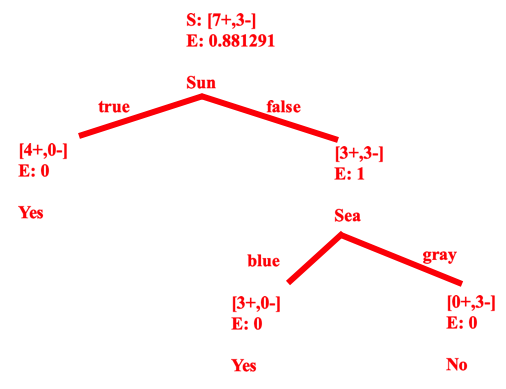 S: [7+,3-]
E: 0.881291
Sun
true
false
[4+,0-]
E: 0
Yes
[3+,3-]
E: 1
Sea
blue
gray
[3+,0-]
E: 0
Yes
[0+,3-]
E: 0
No